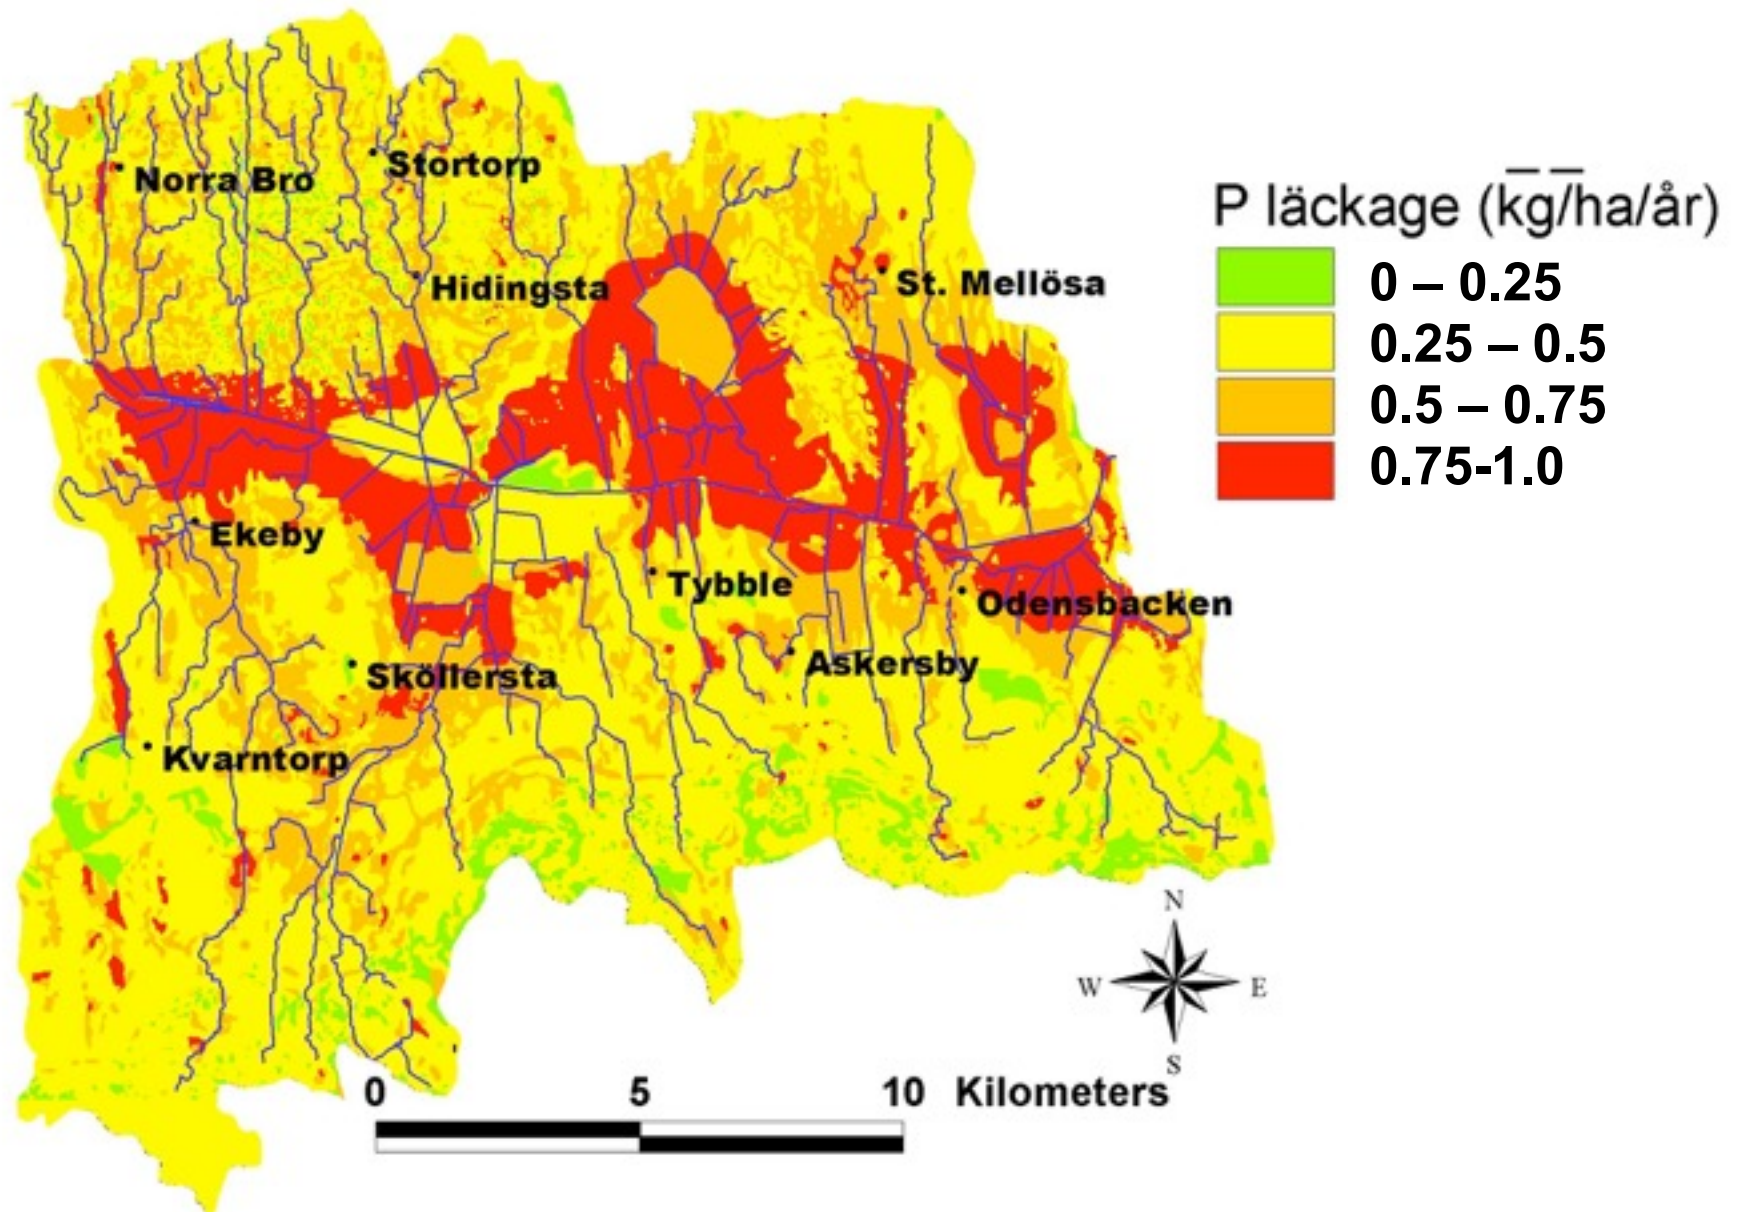 Norra Bro
Stortorp
Hidingsta
St. Mellösa
Ekeby
Tybble
Odensbacken
Sköllersta
Askersby
Kvarntorp
P läckage (kg/ha/år)
0 – 0.25
0.25 – 0.5
0.5 – 0.75
0.75-1.0
N
W E
S
0 5 10 Kilometers